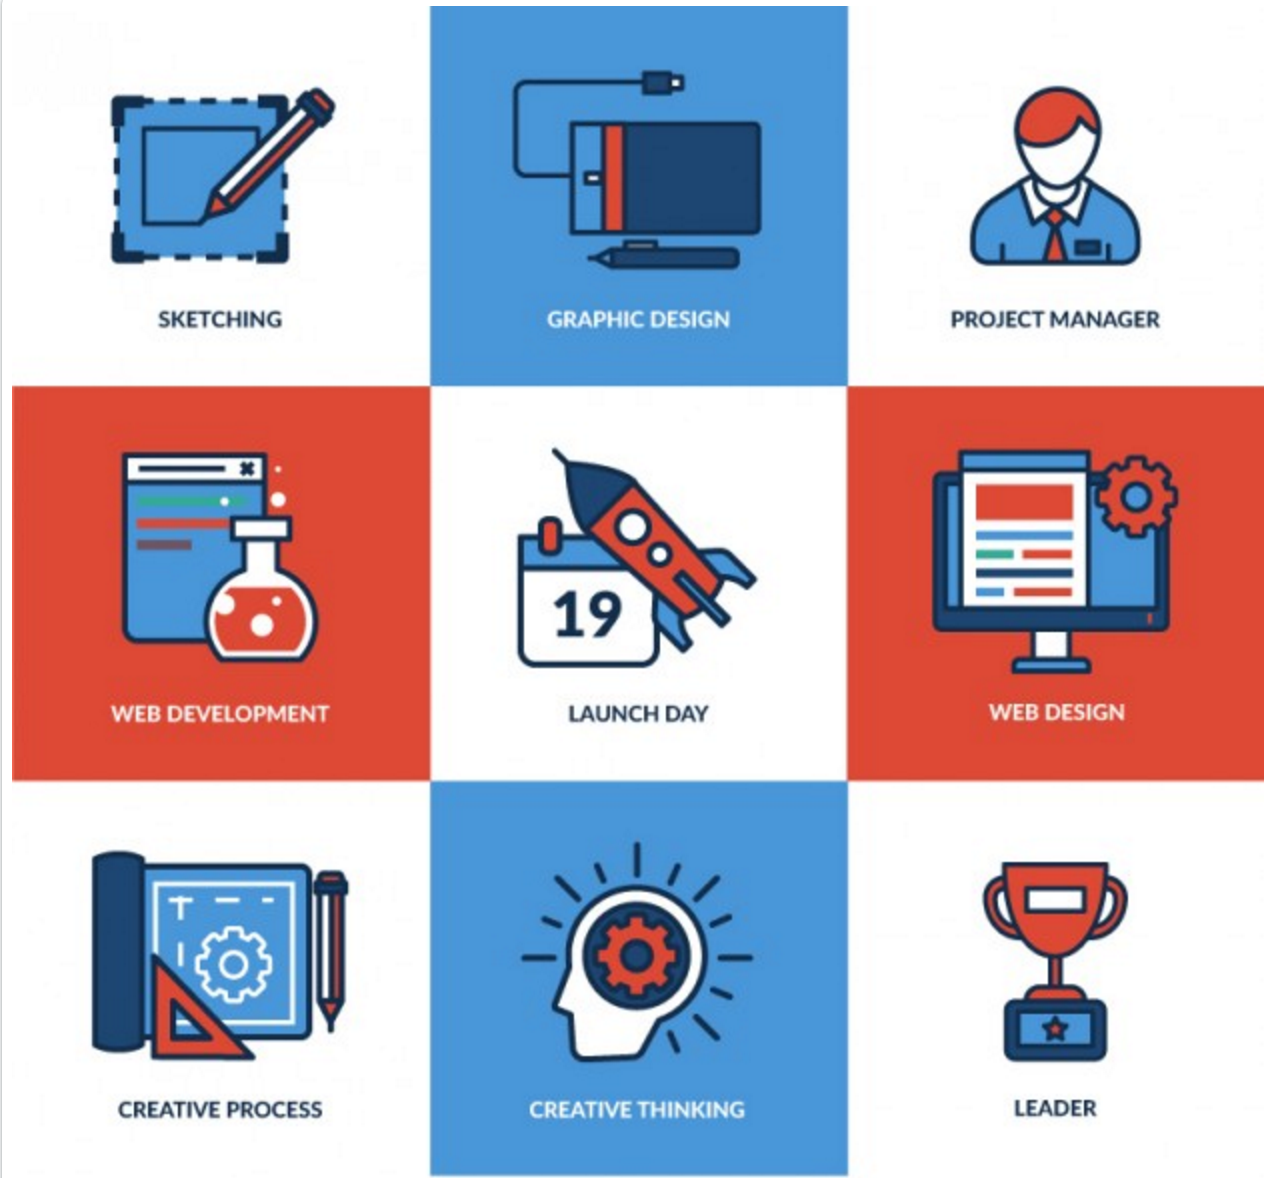 SKETCHING
GRAPHIC DESIGN
PROJECT MANAGER
WEB DEVELOPMENT
19
LAUNCH DAY
WEB DESIGN
CREATIVE PROCESS
CREATIVE THINKING
LEADER